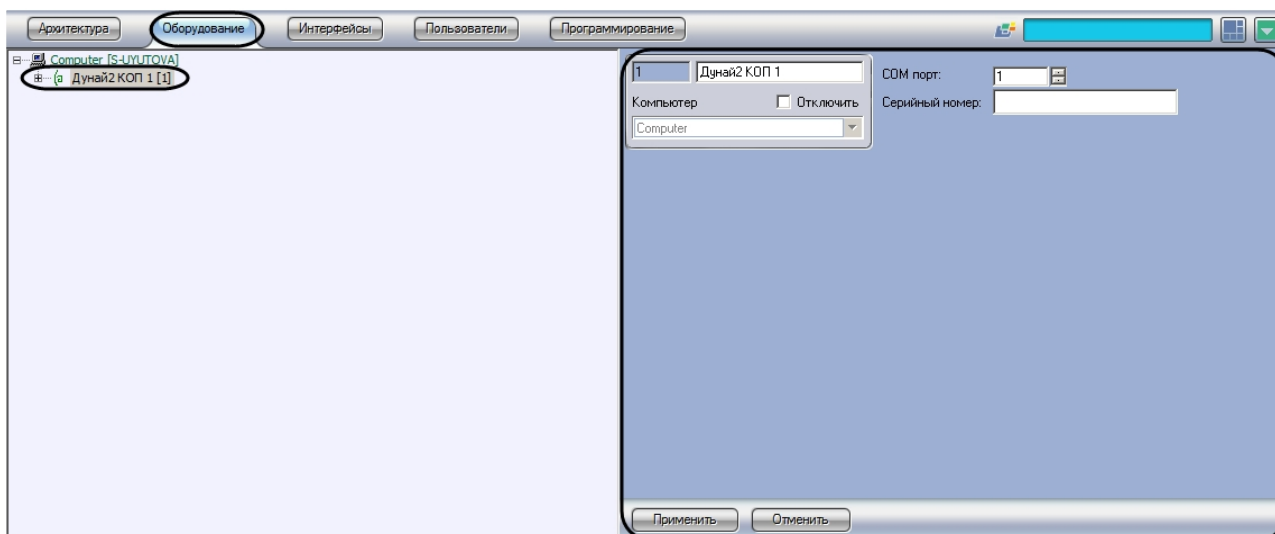 Архитектура Оборудование Интерфейсы Пользователи Программирование
Computer [S-UYUTOVA]
Дунай2 КОП 1 [1]
1 Дунай2 КОП 1
Компьютер Отключить
Computer
COM порт: 1
Серийный номер:
Применить Отменить